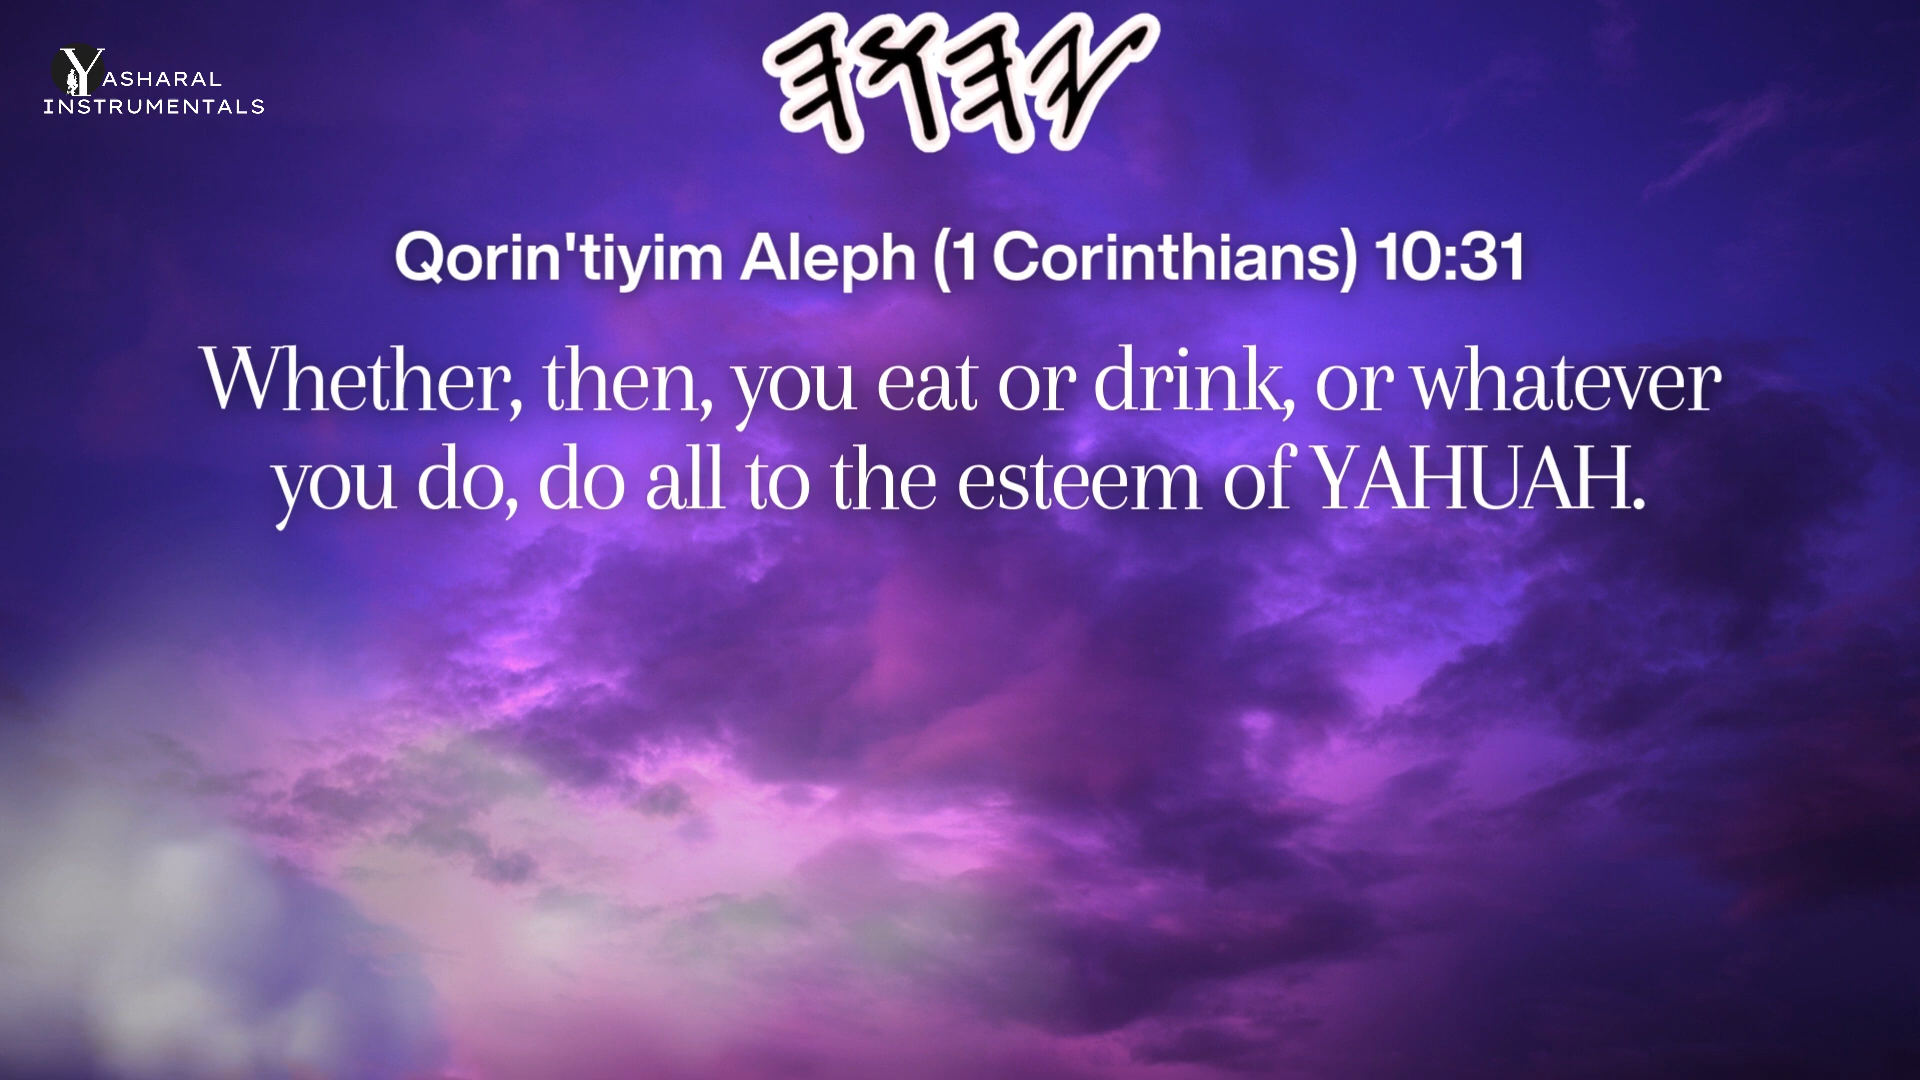 𐤉𐤄𐤅𐤄
YASHARAL
INSTRUMENTALS
Qorin'tiyim Aleph (1 Corinthians) 10:31
Whether, then, you eat or drink, or whatever
you do, do all to the esteem of YAHUAH.